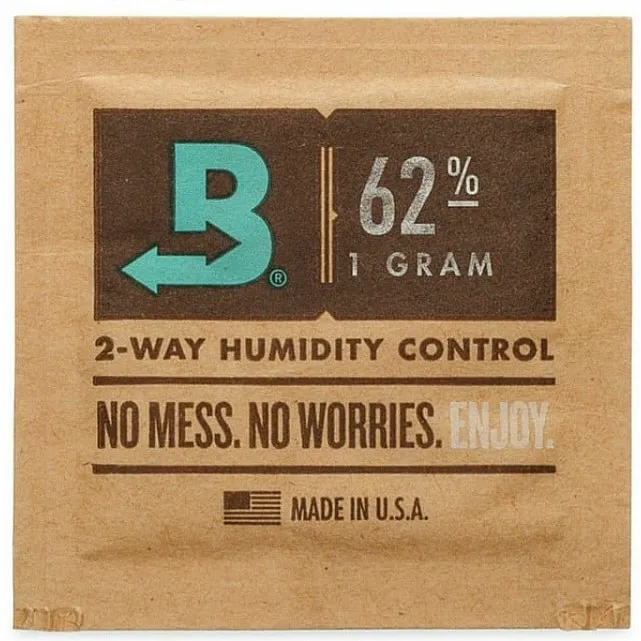 B®
62%
1 GRAM
2-WAY HUMIDITY CONTROL
NO MESS. NO WORRIES. ENJOY.
MADE IN U.S.A.